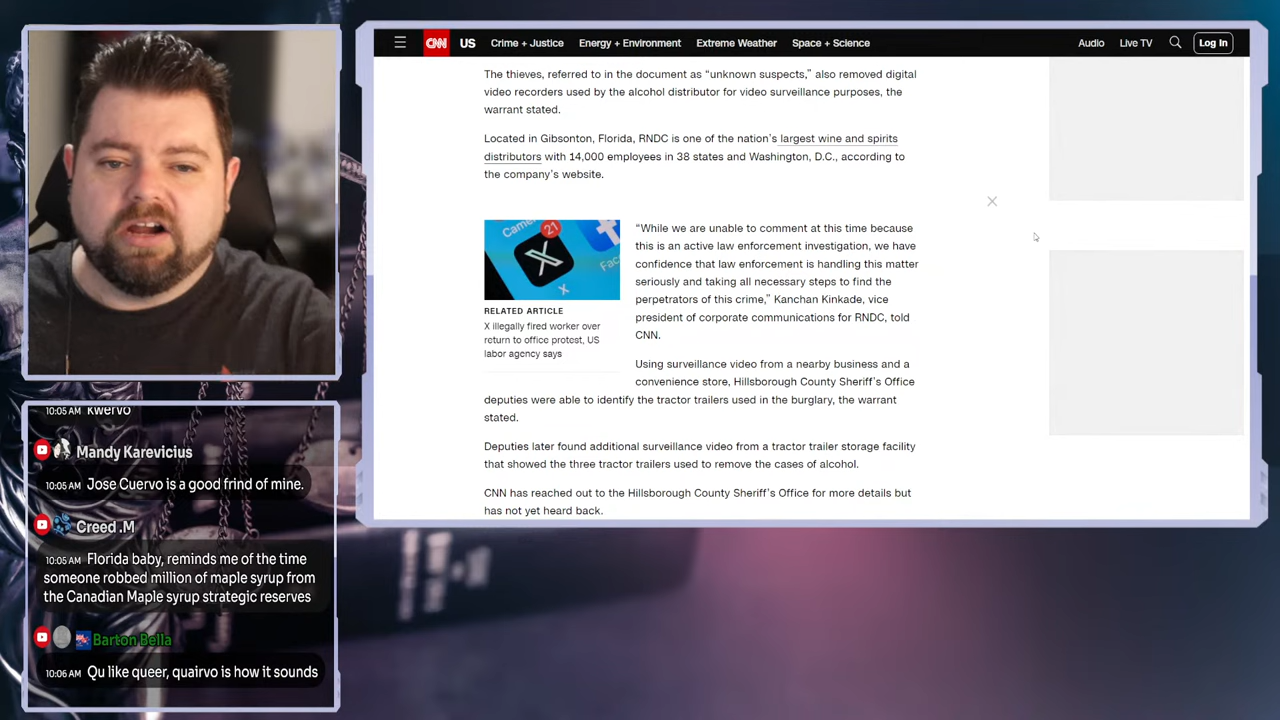 CNN US Crime + Justice Energy + Environment Extreme Weather Space + Science Audio Live TV Log In
The thieves, referred to in the document as “unknown suspects,” also removed digital
video recorders used by the alcohol distributor for video surveillance purposes, the
warrant stated.
Located in Gibsonton, Florida, RNDC is one of the nation’s largest wine and spirits
distributors with 14,000 employees in 38 states and Washington, D.C., according to
the company’s website.
Came
21
Fac
X
RELATED ARTICLE
X illegally fired worker over
return to office protest, US
labor agency says
“While we are unable to comment at this time because
this is an active law enforcement investigation, we have
confidence that law enforcement is handling this matter
seriously and taking all necessary steps to find the
perpetrators of this crime,” Kanchan Kinkade, vice
president of corporate communications for RNDC, told
CNN.
Using surveillance video from a nearby business and a
convenience store, Hillsborough County Sheriff’s Office
deputies were able to identify the tractor trailers used in the burglary, the warrant
stated.
Deputies later found additional surveillance video from a tractor trailer storage facility
that showed the three tractor trailers used to remove the cases of alcohol.
CNN has reached out to the Hillsborough County Sheriff’s Office for more details but
has not yet heard back.
10:05 AM kwervo
Mandy Karevicius
10:05 AM Jose Cuervo is a good frind of mine.
Creed .M
10:05 AM Florida baby, reminds me of the time
someone robbed million of maple syrup from
the Canadian Maple syrup strategic reserves
Barton Bella
10:06 AM Qu like queer, quairvo is how it sounds